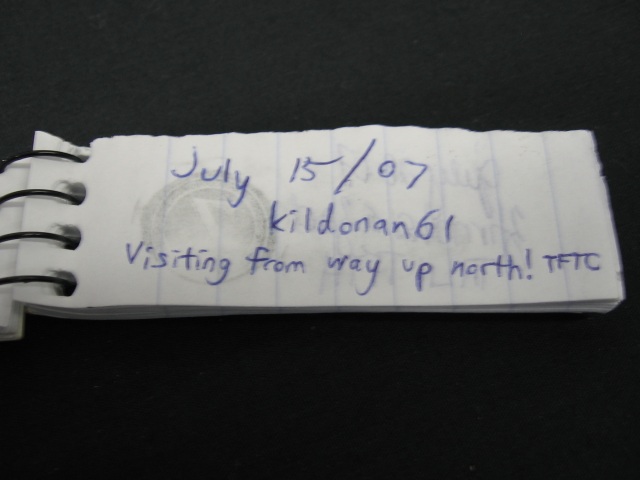 July 15/07
kildonan61
Visiting from way up north! TFTC